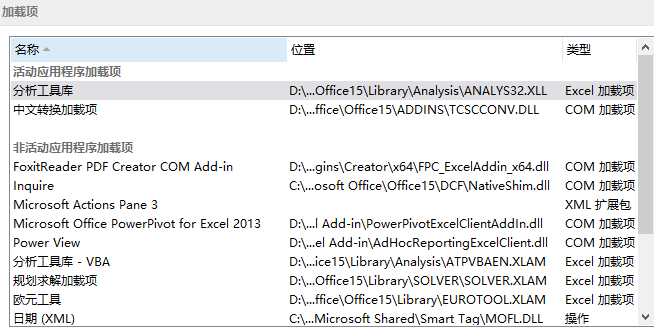 加载项
名称 位置 类型
活动应用程序加载项
分析工具库 D:\...Office15\Library\Analysis\ANALYS32.XLL Excel 加载项
中文转换加载项 D:\...ffice\Office15\ADDINS\TCSCCONV.DLL COM 加载项
非活动应用程序加载项
FoxitReader PDF Creator COM Add-in D:\...gins\Creator\x64\FPC_ExcelAddin_x64.dll COM 加载项
Inquire C:\...osoft Office\Office15\DCF\NativeShim.dll COM 加载项
Microsoft Actions Pane 3 XML 扩展包
Microsoft Office PowerPivot for Excel 2013 D:\...l Add-in\PowerPivotExcelClientAddIn.dll COM 加载项
Power View D:\...el Add-in\AdHocReportingExcelClient.dll COM 加载项
分析工具库 - VBA D:\...ice15\Library\Analysis\ATPVBAEN.XLAM Excel 加载项
规划求解加载项 D:\...Office15\Library\SOLVER\SOLVER.XLAM Excel 加载项
欧元工具 D:\...ffice\Office15\Library\EUROTOOL.XLAM Excel 加载项
日期 (XML) C:\...Microsoft Shared\Smart Tag\MOFL.DLL 操作